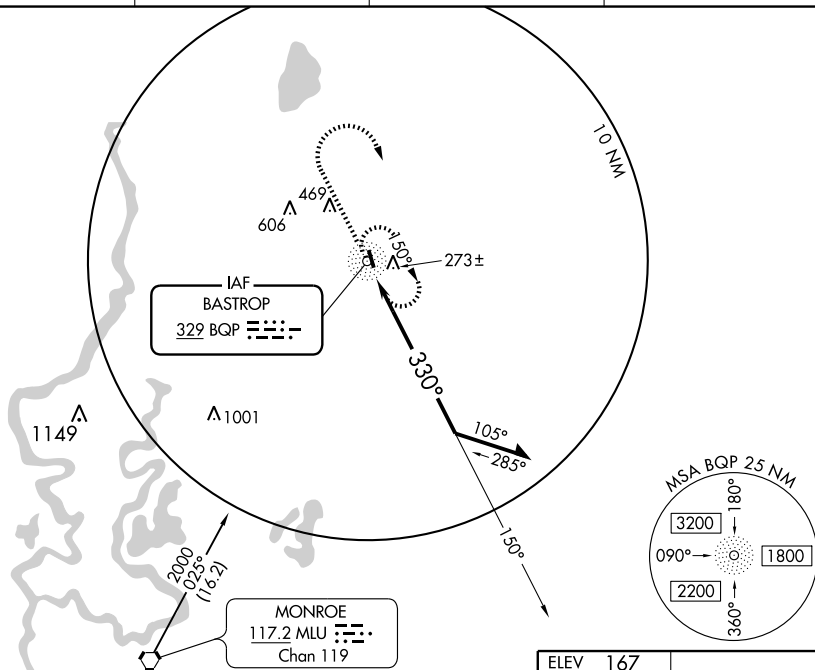 10 NM
469
606
150°
273±
IAF
BASTROP
329 BQP
330°
1149
1001
105°
285°
150°
2000
025°
(16.2)
MONROE
117.2 MLU
Chan 119
MSA BQP 25 NM
180°
3200
090°
1800
2200
360°
ELEV 167